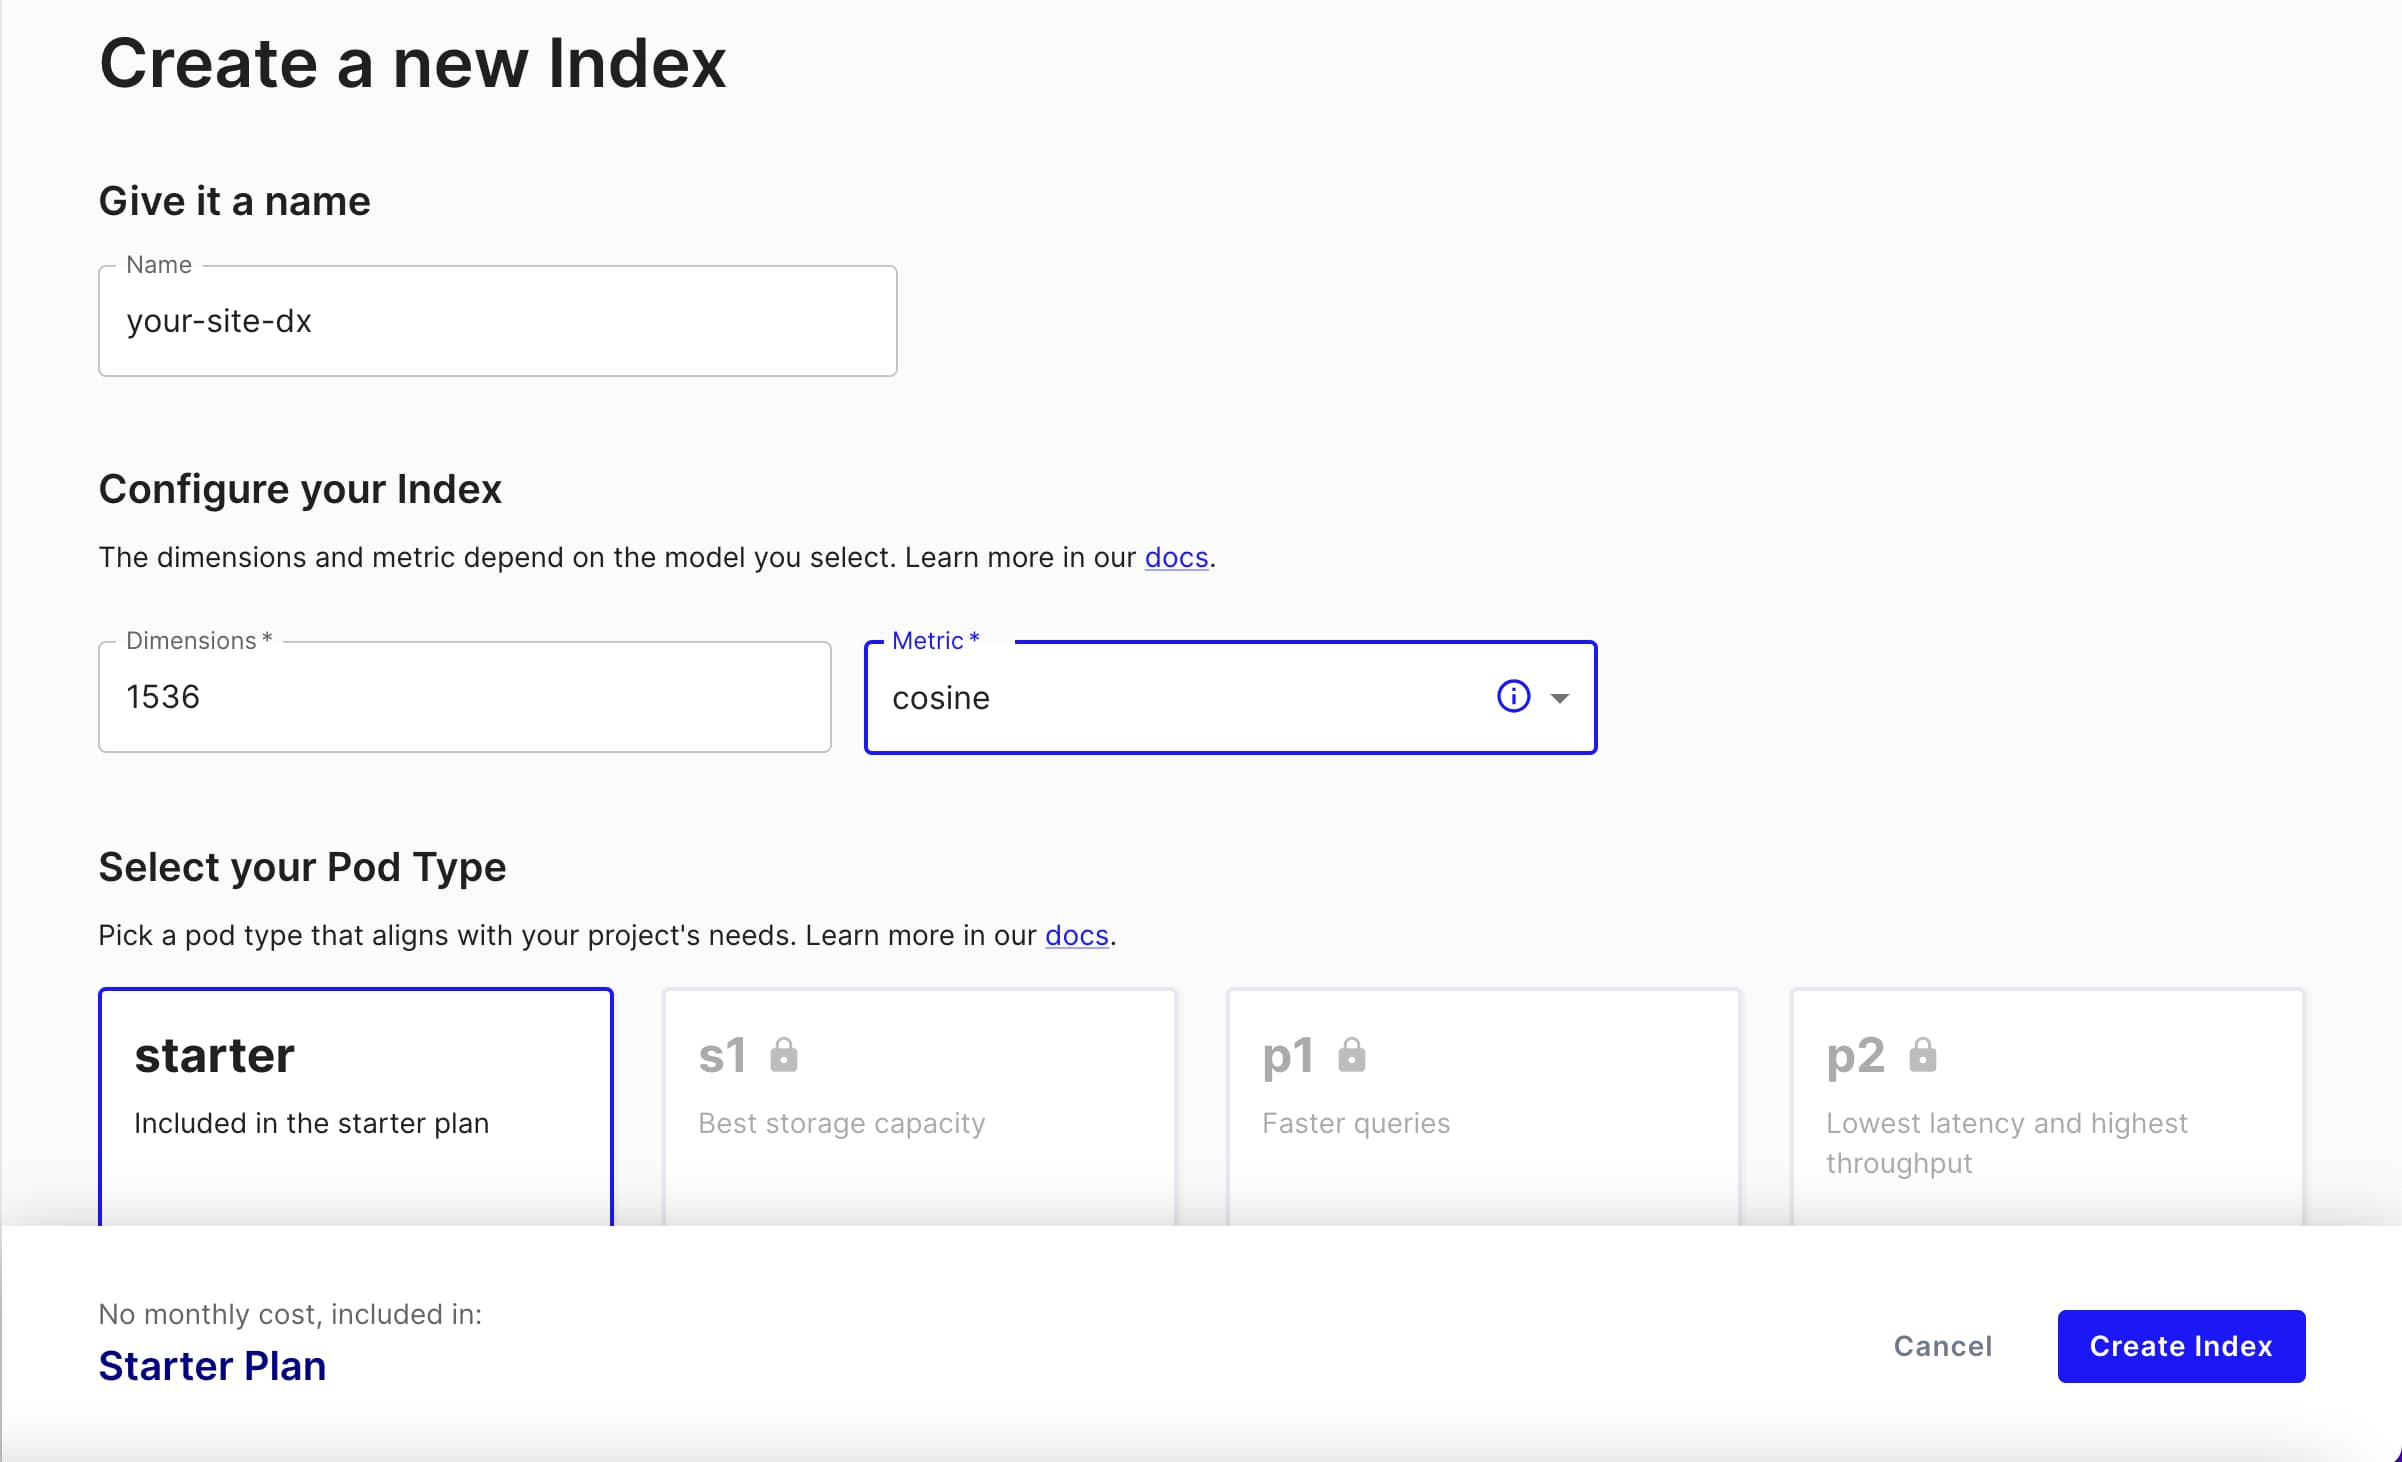 Create a new Index
Give it a name
Name
your-site-dx
Configure your Index
The dimensions and metric depend on the model you select. Learn more in our docs.
Dimensions *
1536
Metric *
cosine
Select your Pod Type
Pick a pod type that aligns with your project's needs. Learn more in our docs.
starter
Included in the starter plan
s1
Best storage capacity
p1
Faster queries
p2
Lowest latency and highest
throughput
No monthly cost, included in:
Starter Plan
Cancel
Create Index